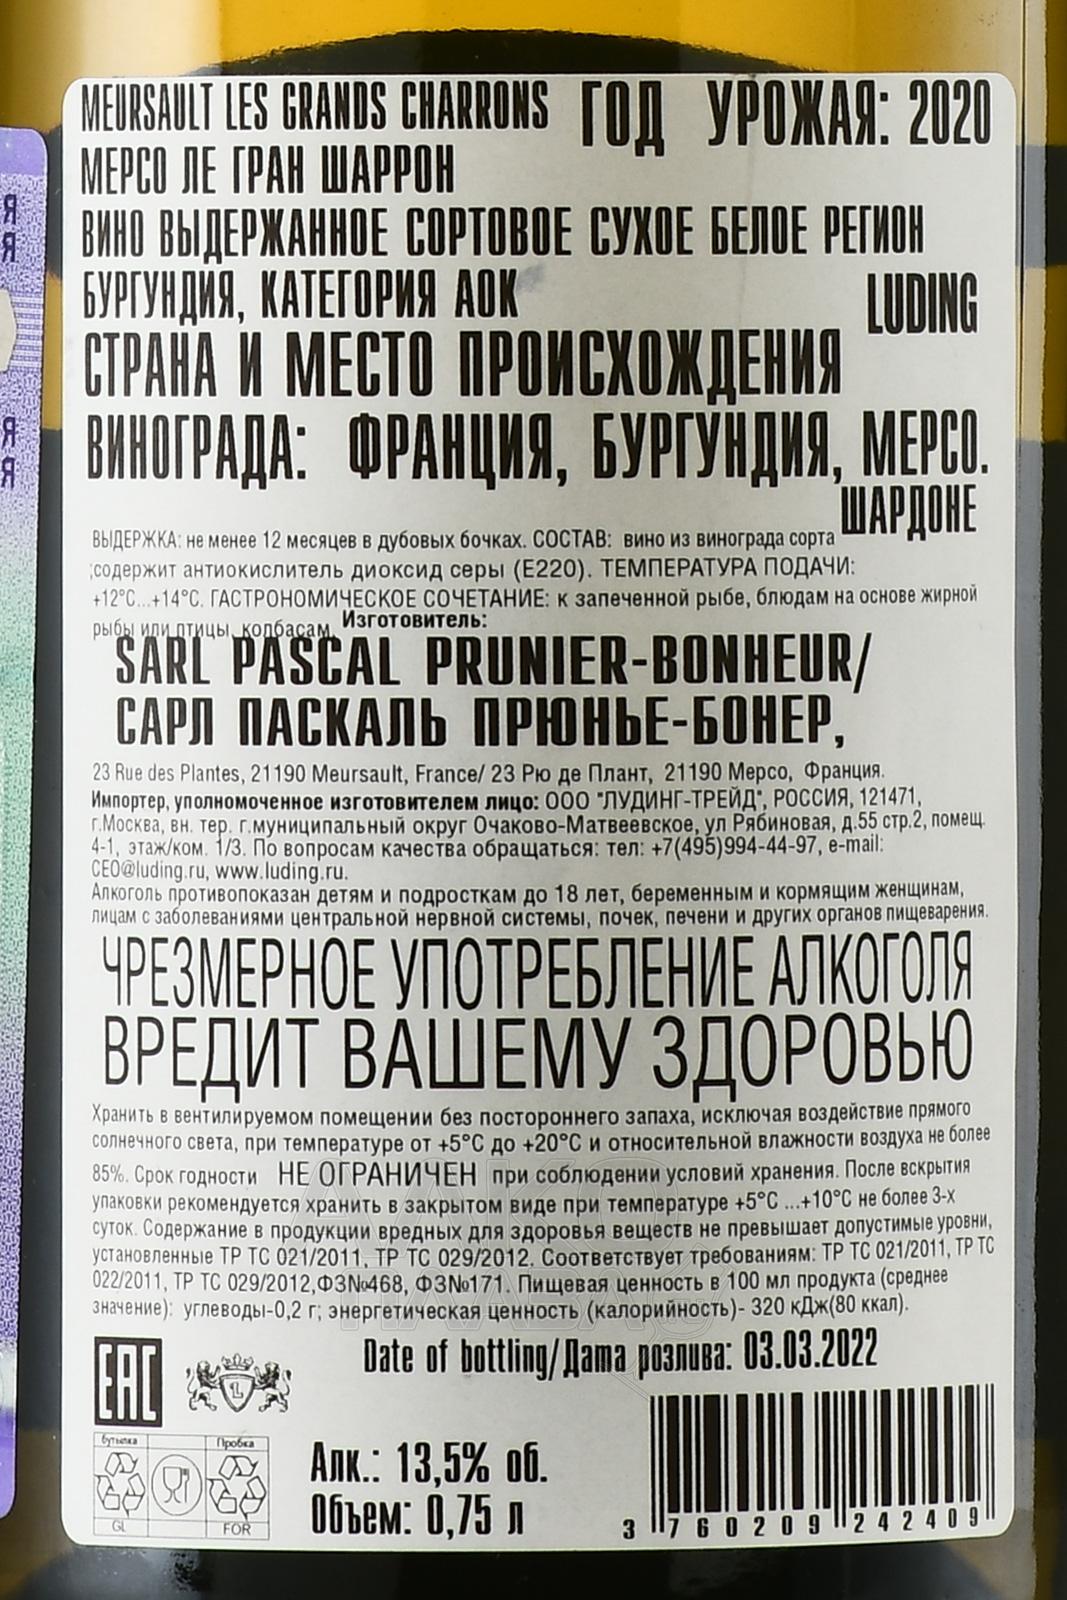 MEURSAULT LES GRANDS CHARRONS ГОД УРОЖАЯ: 2020
МЕРСО ЛЕ ГРАН ШАРРОН
ВИНО ВЫДЕРЖАННОЕ СОРТОВОЕ СУХОЕ БЕЛОЕ РЕГИОН
БУРГУНДИЯ, КАТЕГОРИЯ АОК
LUDING
СТРАНА И МЕСТО ПРОИСХОЖДЕНИЯ
ВИНОГРАДА: ФРАНЦИЯ, БУРГУНДИЯ, МЕРСО.
ВЫДЕРЖКА: не менее 12 месяцев в дубовых бочках. СОСТАВ: вино из винограда сорта ШАРДОНЕ
;содержит антиокислитель диоксид серы (Е220). ТЕМПЕРАТУРА ПОДАЧИ:
+12°С...+14°С. ГАСТРОНОМИЧЕСКОЕ СОЧЕТАНИЕ: к запеченной рыбе, блюдам на основе жирной
рыбы или птицы, колбасам. Изготовитель:
SARL PASCAL PRUNIER-BONHEUR/
САРЛ ПАСКАЛЬ ПРЮНЬЕ-БОНЕР,
23 Rue des Plantes, 21190 Meursault, France/ 23 Рю де Плант, 21190 Мерсо, Франция.
Импортер, уполномоченное изготовителем лицо: ООО "ЛУДИНГ-ТРЕЙД", РОССИЯ, 121471,
г.Москва, вн. тер. г.муниципальный округ Очаково-Матвеевское, ул Рябиновая, д.55 стр.2, помещ.
4-1, этаж/ком. 1/3. По вопросам качества обращаться: тел: +7(495)994-44-97, e-mail:
CEO@luding.ru, www.luding.ru.
Алкоголь противопоказан детям и подросткам до 18 лет, беременным и кормящим женщинам,
лицам с заболеваниями центральной нервной системы, почек, печени и других органов пищеварения.
ЧРЕЗМЕРНОЕ УПОТРЕБЛЕНИЕ АЛКОГОЛЯ
ВРЕДИТ ВАШЕМУ ЗДОРОВЬЮ
Хранить в вентилируемом помещении без постороннего запаха, исключая воздействие прямого
солнечного света, при температуре от +5°С до +20°С и относительной влажности воздуха не более
85%. Срок годности НЕ ОГРАНИЧЕН при соблюдении условий хранения. После вскрытия
упаковки рекомендуется хранить в закрытом виде при температуре +5°С ...+10°С не более 3-х
суток. Содержание в продукции вредных для здоровья веществ не превышает допустимые уровни,
установленные ТР ТС 021/2011, ТР ТС 029/2012. Соответствует требованиям: ТР ТС 021/2011, ТР ТС
022/2011, ТР ТС 029/2012,ФЗ№468, ФЗ№171. Пищевая ценность в 100 мл продукта (среднее
значение): углеводы-0,2 г; энергетическая ценность (калорийность)- 320 кДж(80 ккал).
Date of bottling/Дата розлива: 03.03.2022
EAC
бутылка Пробка
GL FOR
Алк.: 13,5% об.
Объем: 0,75 л
3 760209 242409